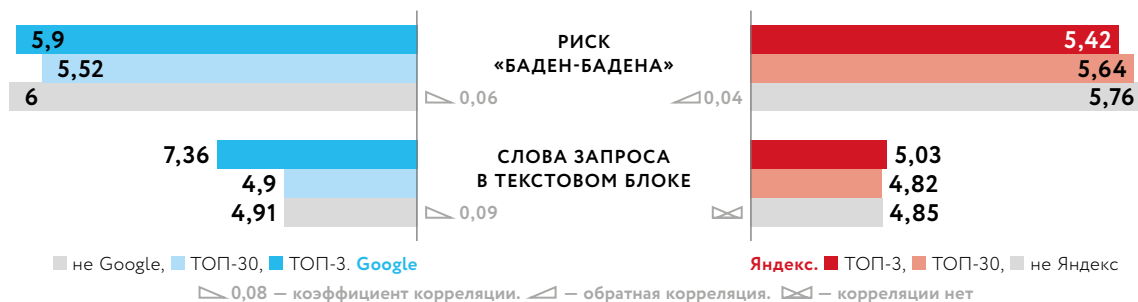 5,9
5,52
6
0,06
РИСК
«БАДЕН-БАДЕНА»
0,04
5,42
5,64
5,76
7,36
4,9
4,91
0,09
СЛОВА ЗАПРОСА
В ТЕКСТОВОМ БЛОКЕ
5,03
4,82
4,85
не Google, ТОП-30, ТОП-3. Google
Яндекс. ТОП-3, ТОП-30, не Яндекс
0,08 — коэффициент корреляции. — обратная корреляция. — корреляции нет